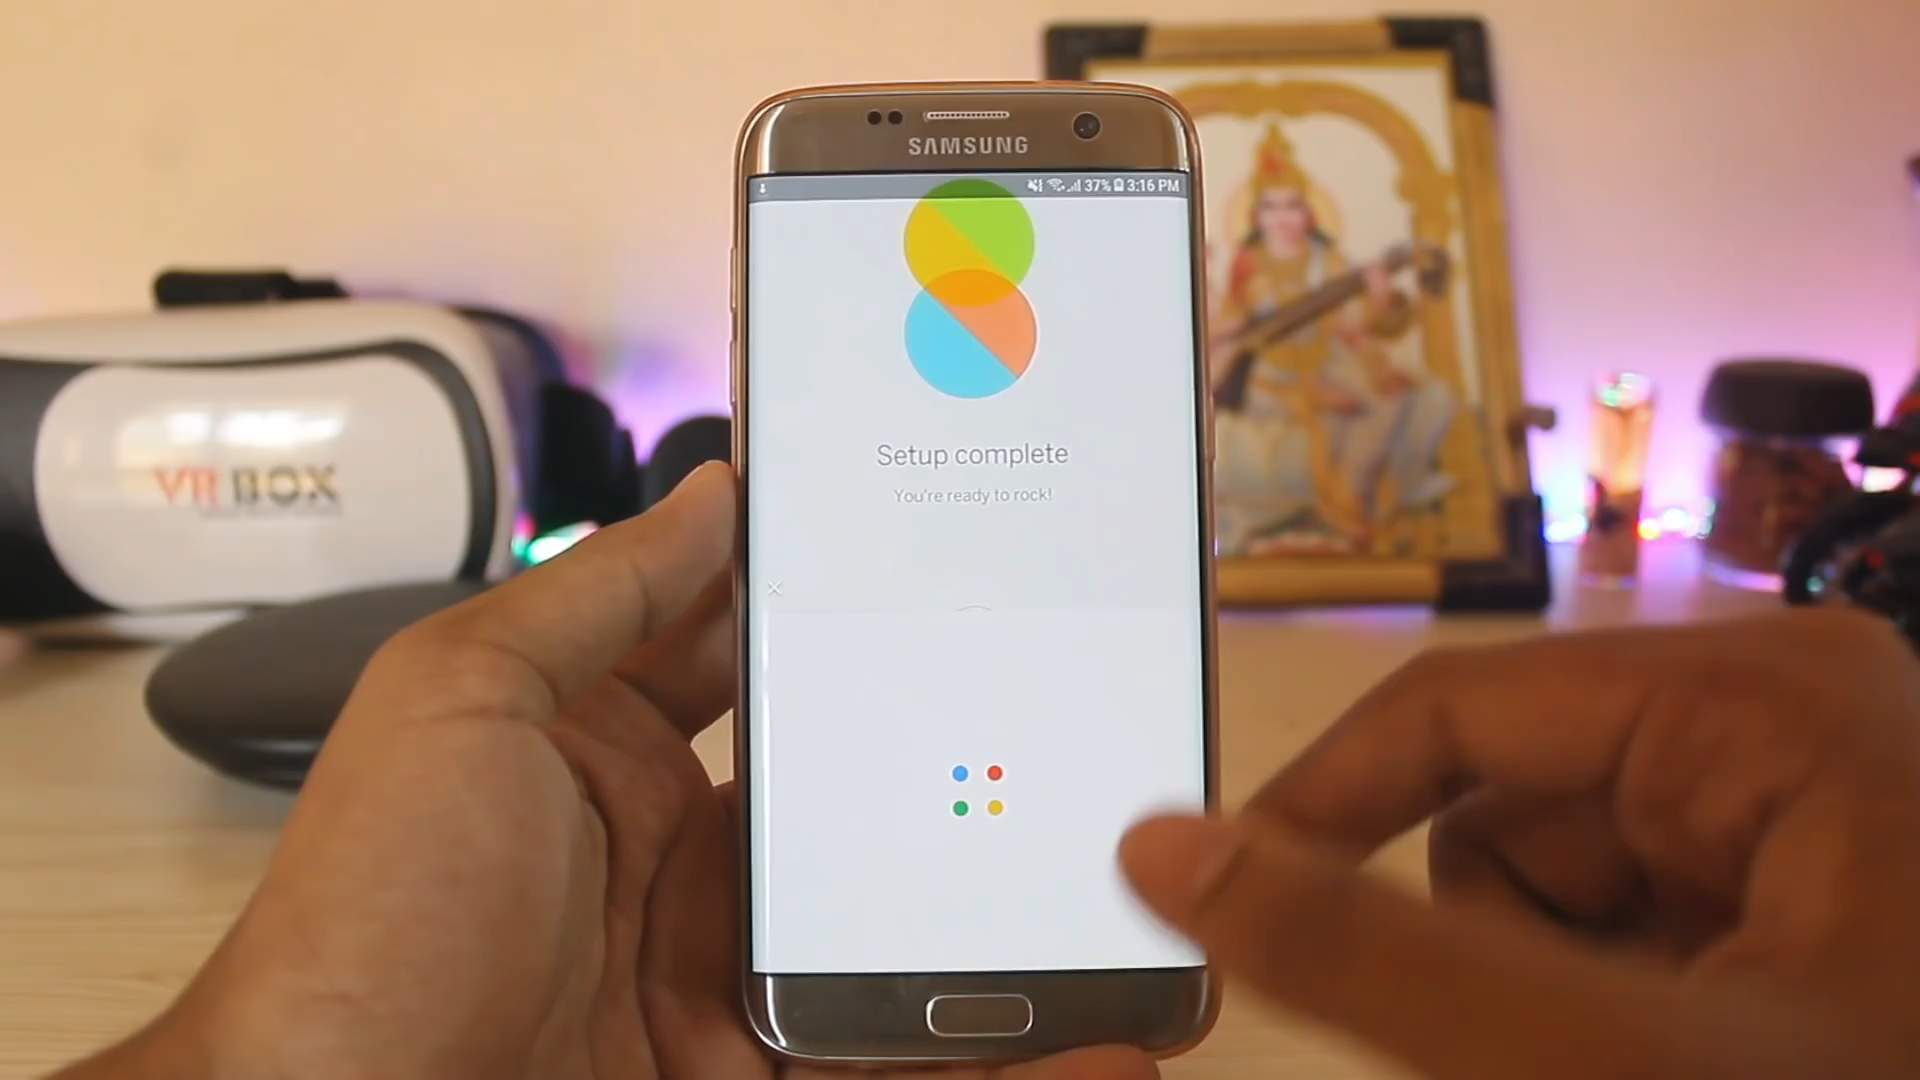 SAMSUNG
37% 3:16 PM
Setup complete
You're ready to rock!
VR BOX